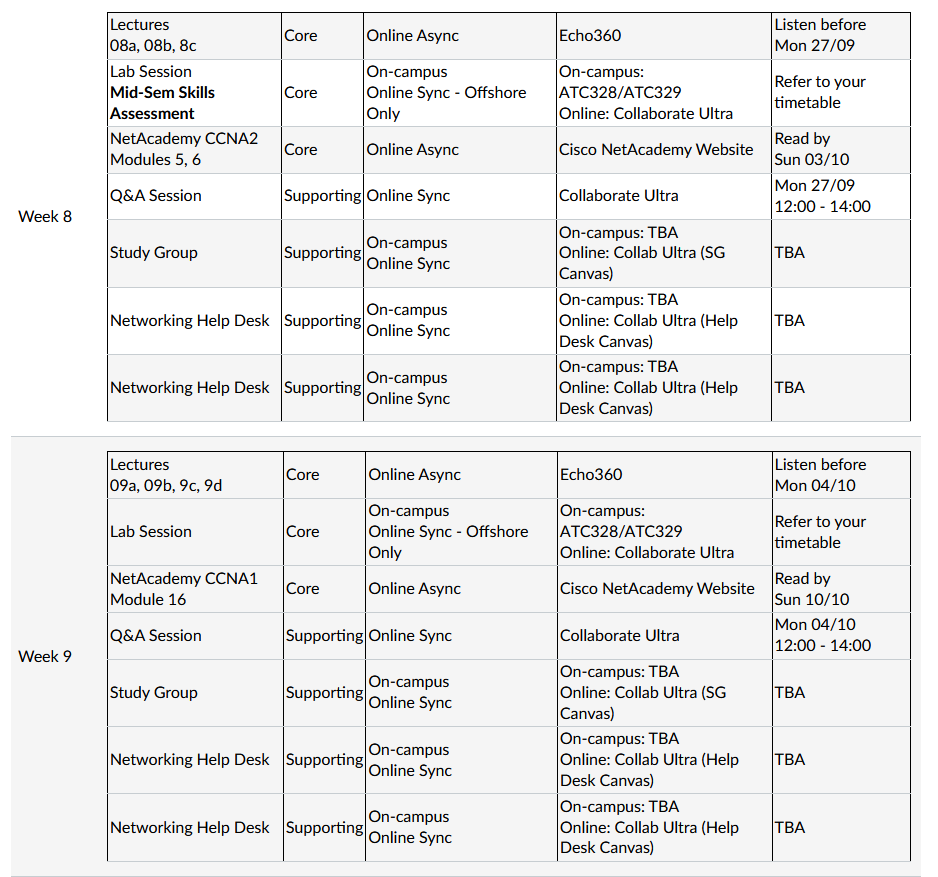 Week 8
Lectures
08a, 08b, 8c
Core
Online Async
Echo360
Listen before
Mon 27/09
Lab Session
Mid-Sem Skills
Assessment
Core
On-campus
Online Sync - Offshore
Only
On-campus:
ATC328/ATC329
Online: Collaborate Ultra
Refer to your
timetable
NetAcademy CCNA2
Modules 5, 6
Core
Online Async
Cisco NetAcademy Website
Read by
Sun 03/10
Q&A Session
Supporting
Online Sync
Collaborate Ultra
Mon 27/09
12:00 - 14:00
Study Group
Supporting
On-campus
Online Sync
On-campus: TBA
Online: Collab Ultra (SG
Canvas)
TBA
Networking Help Desk
Supporting
On-campus
Online Sync
On-campus: TBA
Online: Collab Ultra (Help
Desk Canvas)
TBA
Networking Help Desk
Supporting
On-campus
Online Sync
On-campus: TBA
Online: Collab Ultra (Help
Desk Canvas)
TBA
Week 9
Lectures
09a, 09b, 9c, 9d
Core
Online Async
Echo360
Listen before
Mon 04/10
Lab Session
Core
On-campus
Online Sync - Offshore
Only
On-campus:
ATC328/ATC329
Online: Collaborate Ultra
Refer to your
timetable
NetAcademy CCNA1
Module 16
Core
Online Async
Cisco NetAcademy Website
Read by
Sun 10/10
Q&A Session
Supporting
Online Sync
Collaborate Ultra
Mon 04/10
12:00 - 14:00
Study Group
Supporting
On-campus
Online Sync
On-campus: TBA
Online: Collab Ultra (SG
Canvas)
TBA
Networking Help Desk
Supporting
On-campus
Online Sync
On-campus: TBA
Online: Collab Ultra (Help
Desk Canvas)
TBA
Networking Help Desk
Supporting
On-campus
Online Sync
On-campus: TBA
Online: Collab Ultra (Help
Desk Canvas)
TBA